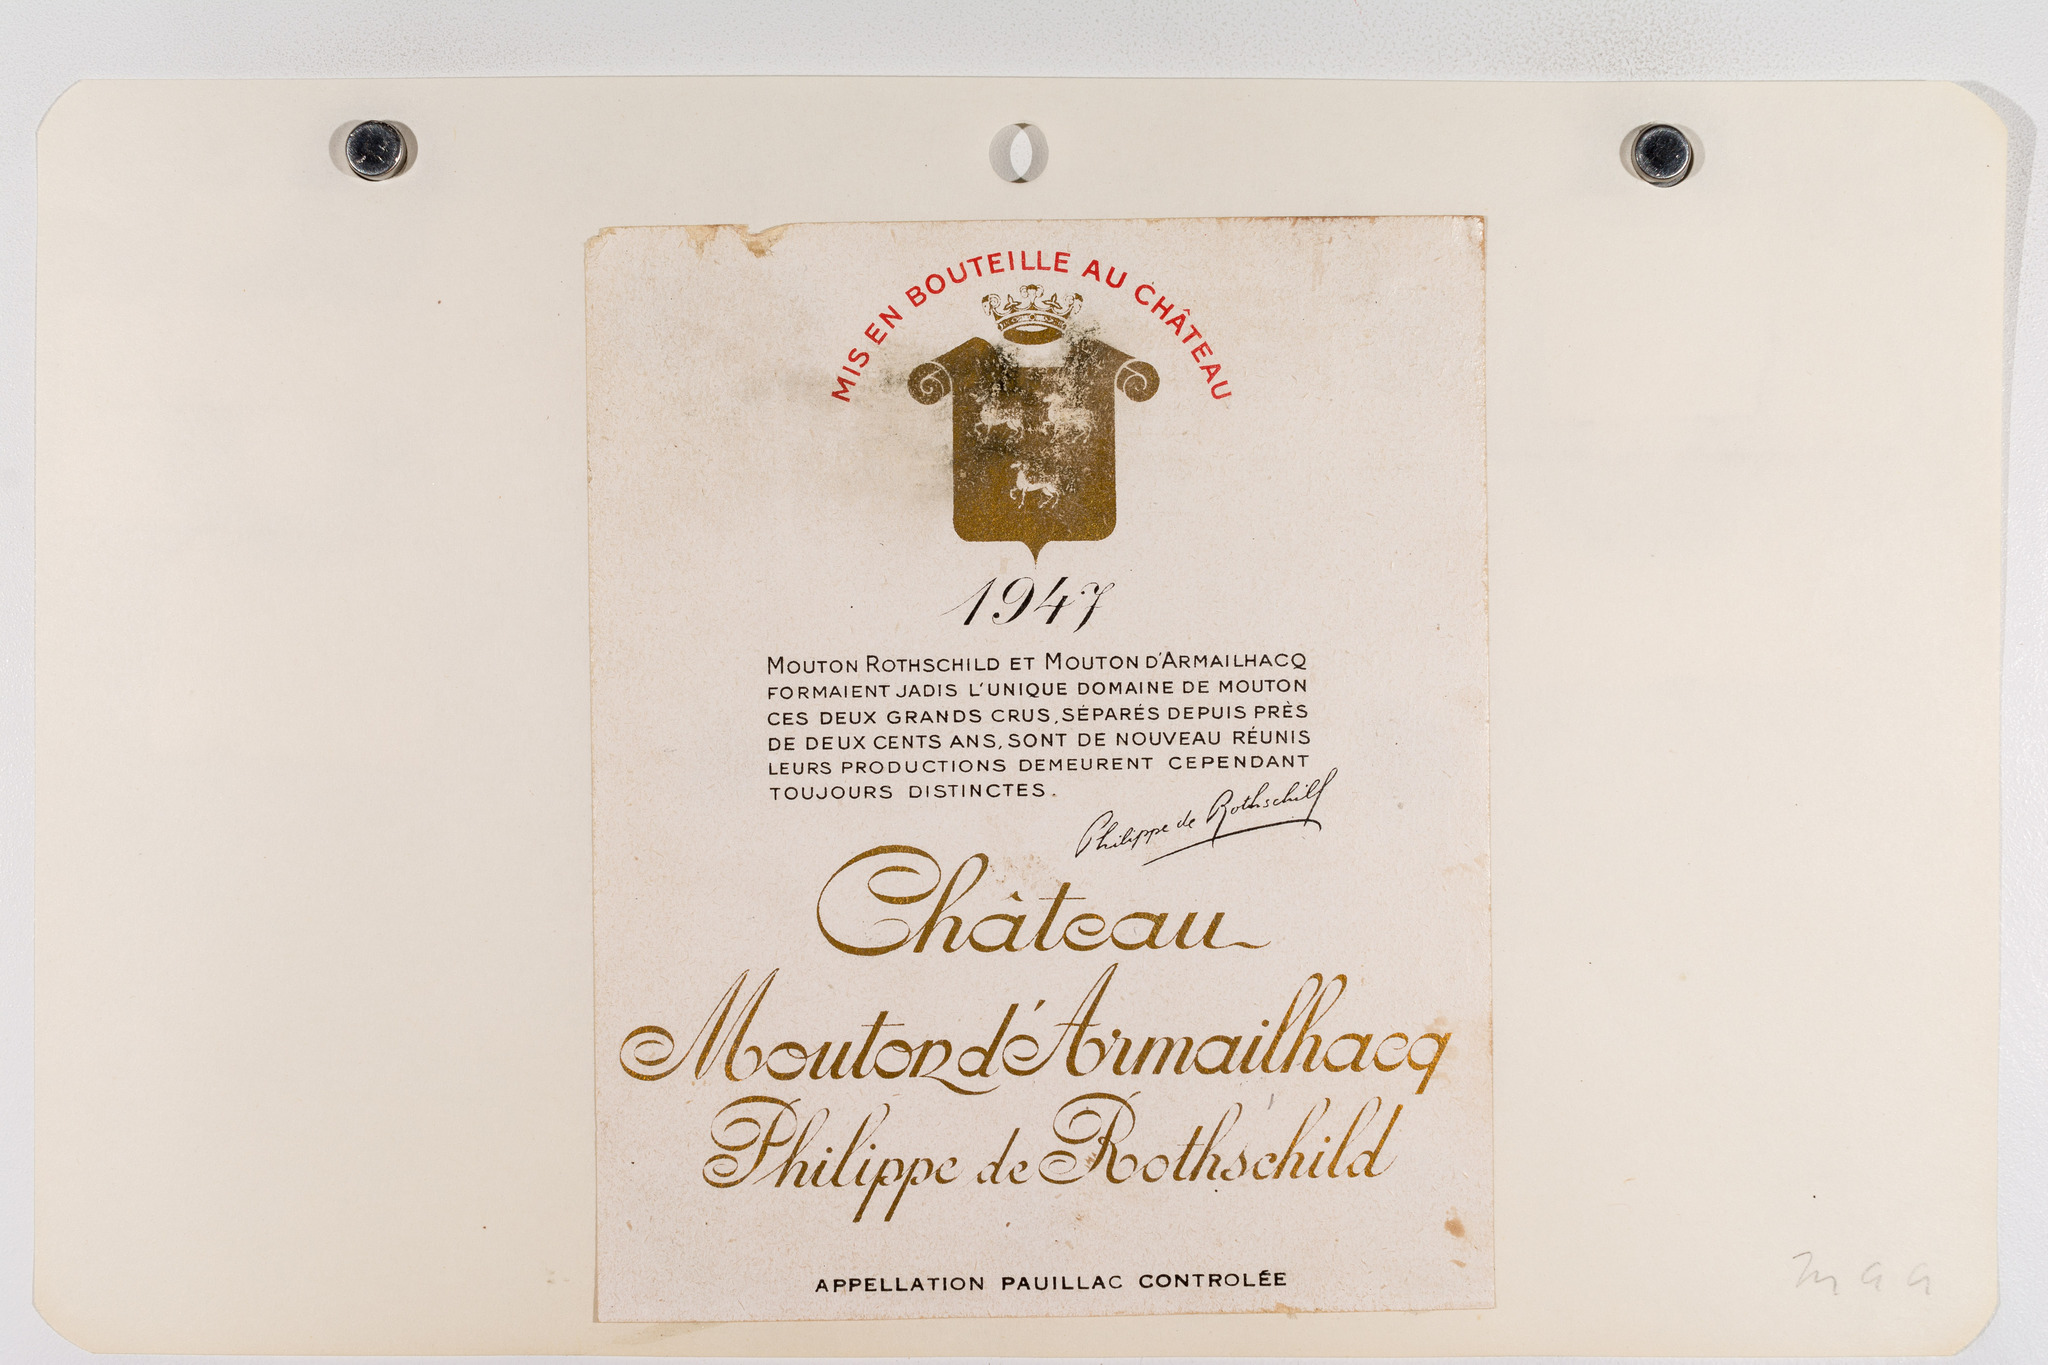 MIS EN BOUTEILLE AU CHÂTEAU
1947
MOUTON ROTHSCHILD ET MOUTON D'ARMAILHACQ
FORMAIENT JADIS L'UNIQUE DOMAINE DE MOUTON
CES DEUX GRANDS CRUS, SÉPARÉS DEPUIS PRÈS
DE DEUX CENTS ANS, SONT DE NOUVEAU RÉUNIS
LEURS PRODUCTIONS DEMEURENT CEPENDANT
TOUJOURS DISTINCTES.
Philippe de Rothschild
Château
Mouton d'Armailhacq
Philippe de Rothschild
APPELLATION PAUILLAC CONTROLÉE